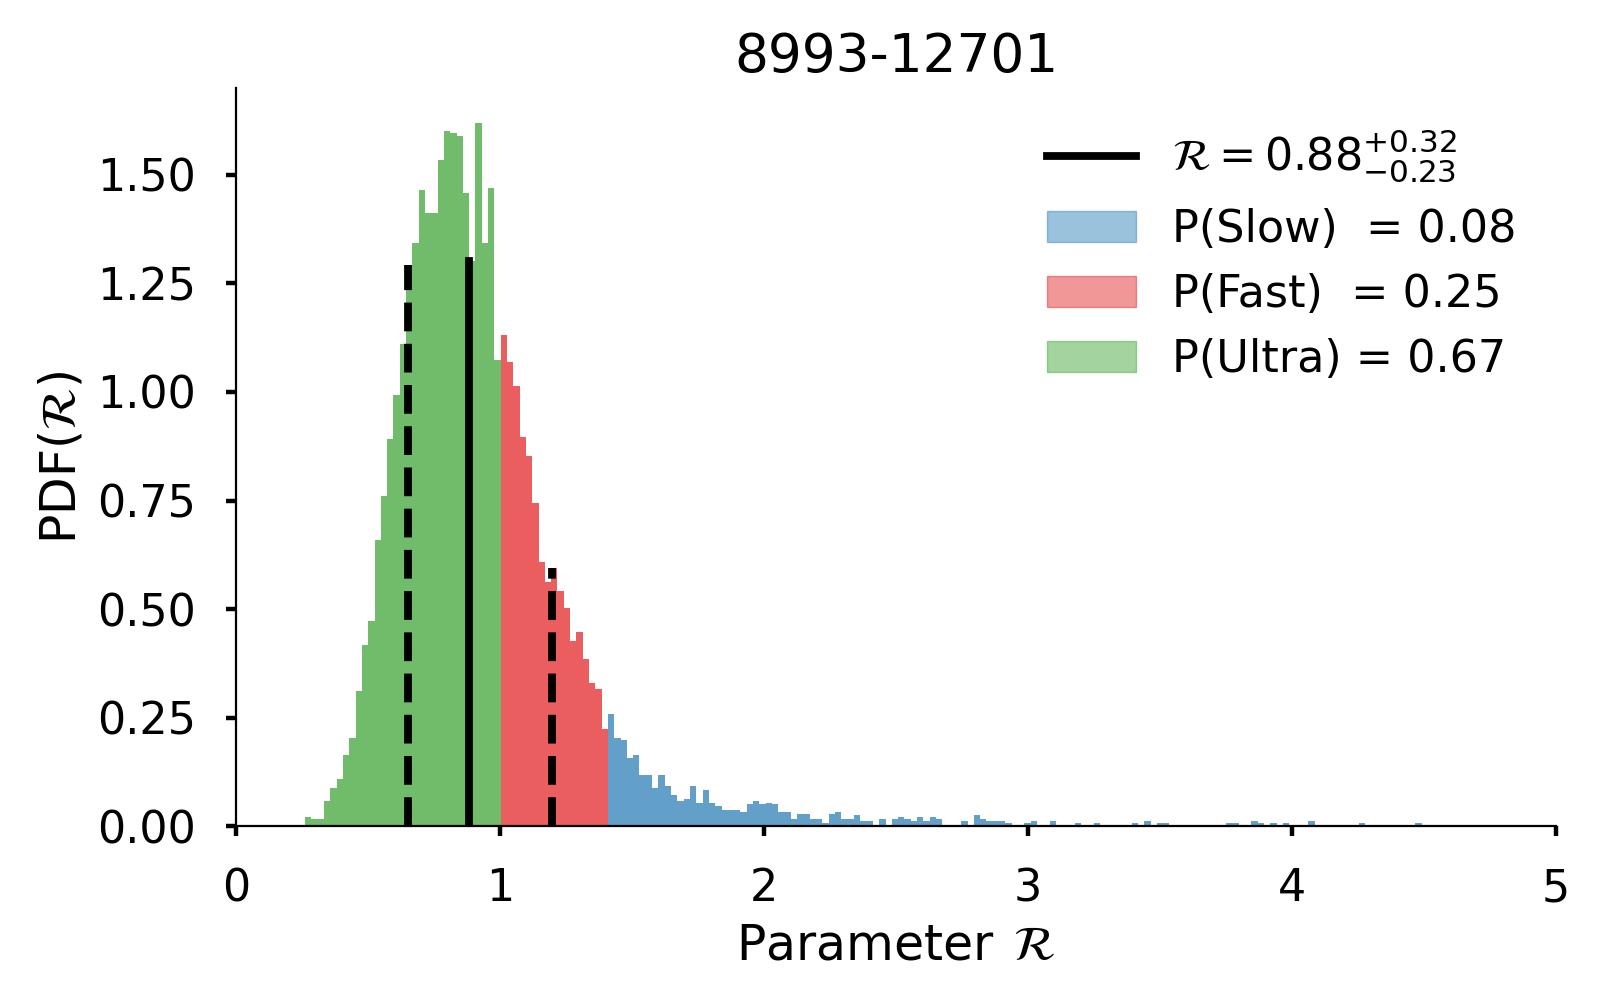 8993-12701
ℛ = 0.88+0.32−0.23
P(Slow) = 0.08
P(Fast) = 0.25
P(Ultra) = 0.67
PDF(ℛ)
1.50
1.25
1.00
0.75
0.50
0.25
0.00
0 1 2 3 4 5
Parameter ℛ